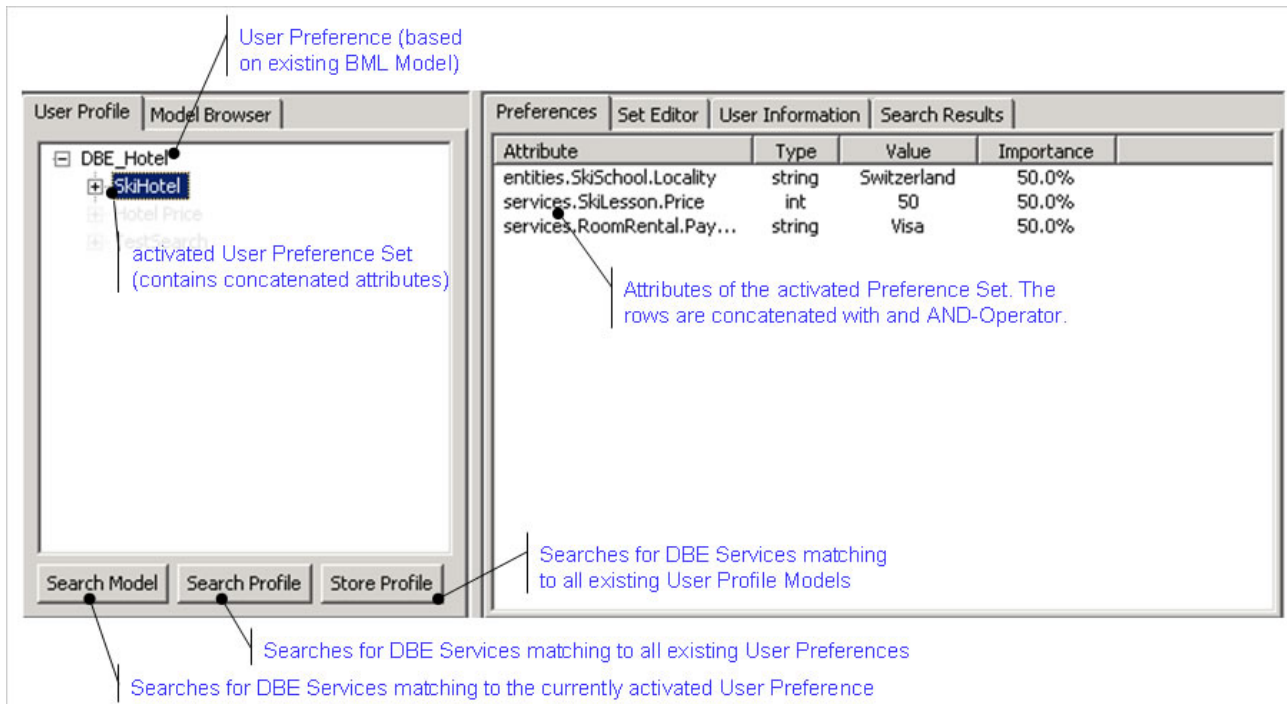 User Preference (based
on existing BML Model)
User Profile Model Browser
Preferences Set Editor User Information Search Results
DBE_Hotel
SkiHotel
Hotel Price
TestSearch
activated User Preference Set
(contains concatenated attributes)
Attribute Type Value Importance
entities.SkiSchool.Locality string Switzerland 50.0%
services.SkiLesson.Price int 50 50.0%
services.RoomRental.Pay... string Visa 50.0%
Attributes of the activated Preference Set. The
rows are concatenated with and AND-Operator.
Search Model Search Profile Store Profile
Searches for DBE Services matching
to all existing User Profile Models
Searches for DBE Services matching to all existing User Preferences
Searches for DBE Services matching to the currently activated User Preference